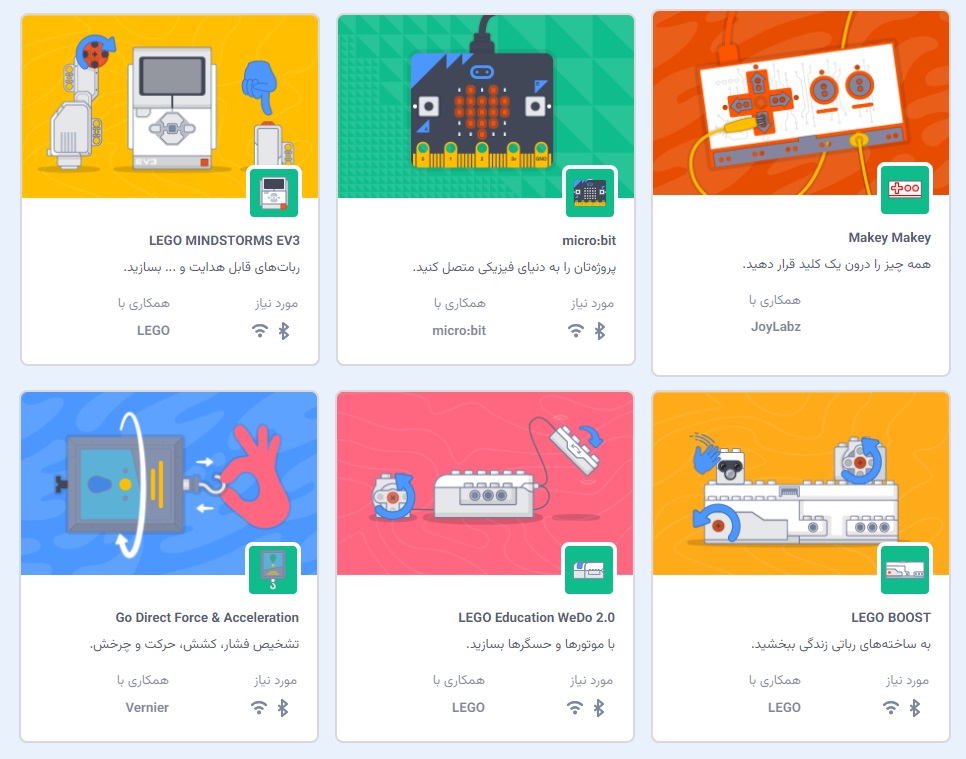 Makey Makey
همه چیز را درون یک کلید قرار دهید.
همکاری با
JoyLabz
micro:bit
پروژه‌تان را به دنیای فیزیکی متصل کنید.
مورد نیاز
همکاری با
micro:bit
EV3
LEGO MINDSTORMS EV3
ربات‌های قابل هدایت و ... بسازید.
مورد نیاز
همکاری با
LEGO
LEGO BOOST
به ساخته‌های رباتی زندگی ببخشید.
مورد نیاز
همکاری با
LEGO
LEGO Education WeDo 2.0
با موتورها و حسگرها بسازید.
مورد نیاز
همکاری با
LEGO
Go Direct Force & Acceleration
تشخیص فشار، کشش، حرکت و چرخش.
مورد نیاز
همکاری با
Vernier